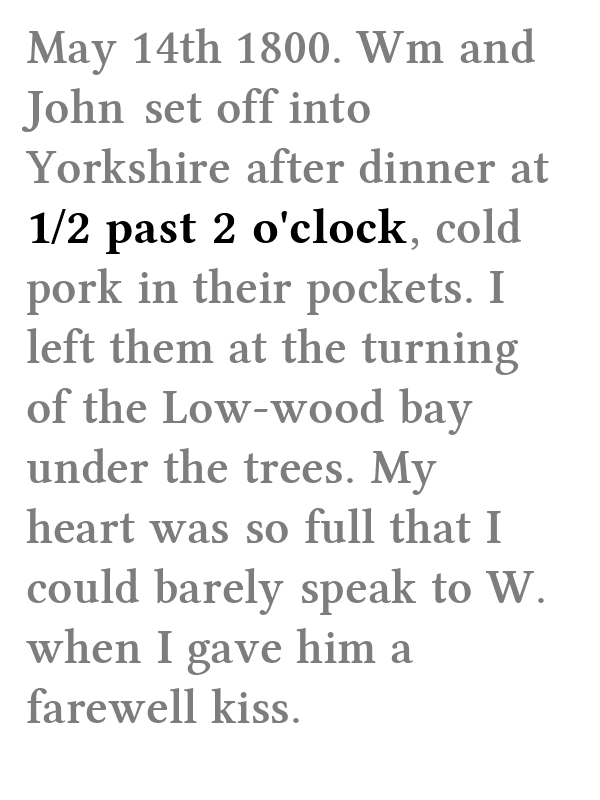 May 14th 1800. Wm and
John set off into
Yorkshire after dinner at
1/2 past 2 o'clock, cold
pork in their pockets. I
left them at the turning
of the Low-wood bay
under the trees. My
heart was so full that I
could barely speak to W.
when I gave him a
farewell kiss.